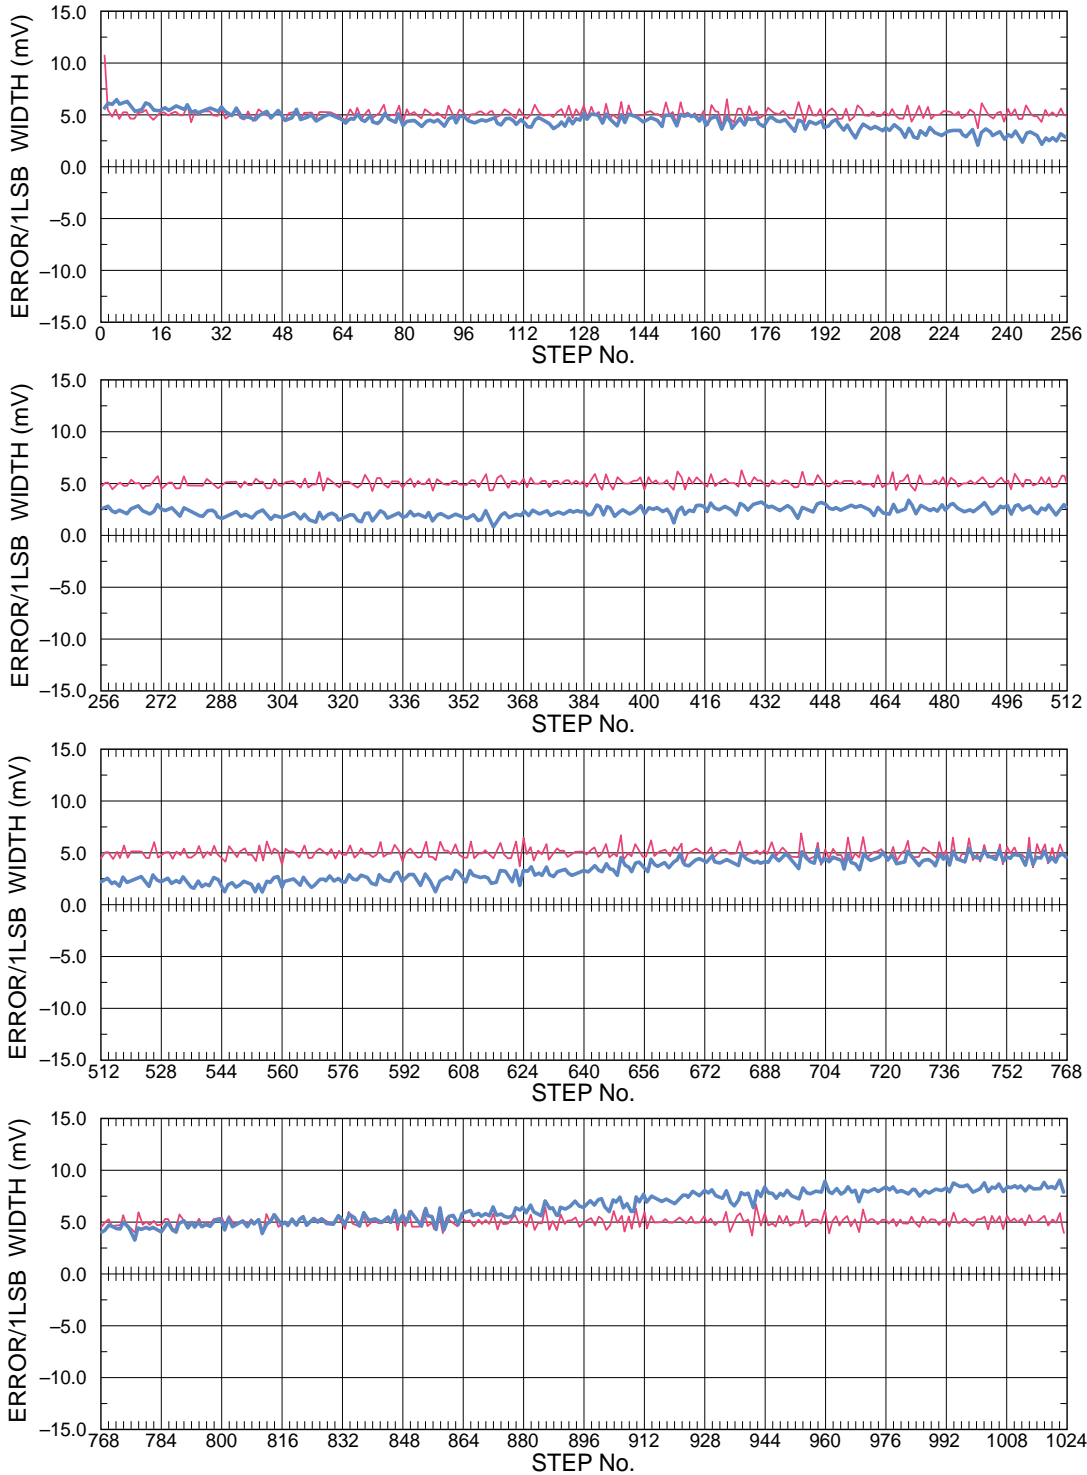 ERROR/1LSB WIDTH (mV)
15.0
10.0
5.0
0.0
–5.0
–10.0
–15.0
0 16 32 48 64 80 96 112 128 144 160 176 192 208 224 240 256
STEP No.
ERROR/1LSB WIDTH (mV)
15.0
10.0
5.0
0.0
–5.0
–10.0
–15.0
256 272 288 304 320 336 352 368 384 400 416 432 448 464 480 496 512
STEP No.
ERROR/1LSB WIDTH (mV)
15.0
10.0
5.0
0.0
–5.0
–10.0
–15.0
512 528 544 560 576 592 608 624 640 656 672 688 704 720 736 752 768
STEP No.
ERROR/1LSB WIDTH (mV)
15.0
10.0
5.0
0.0
–5.0
–10.0
–15.0
768 784 800 816 832 848 864 880 896 912 928 944 960 976 992 1008 1024
STEP No.